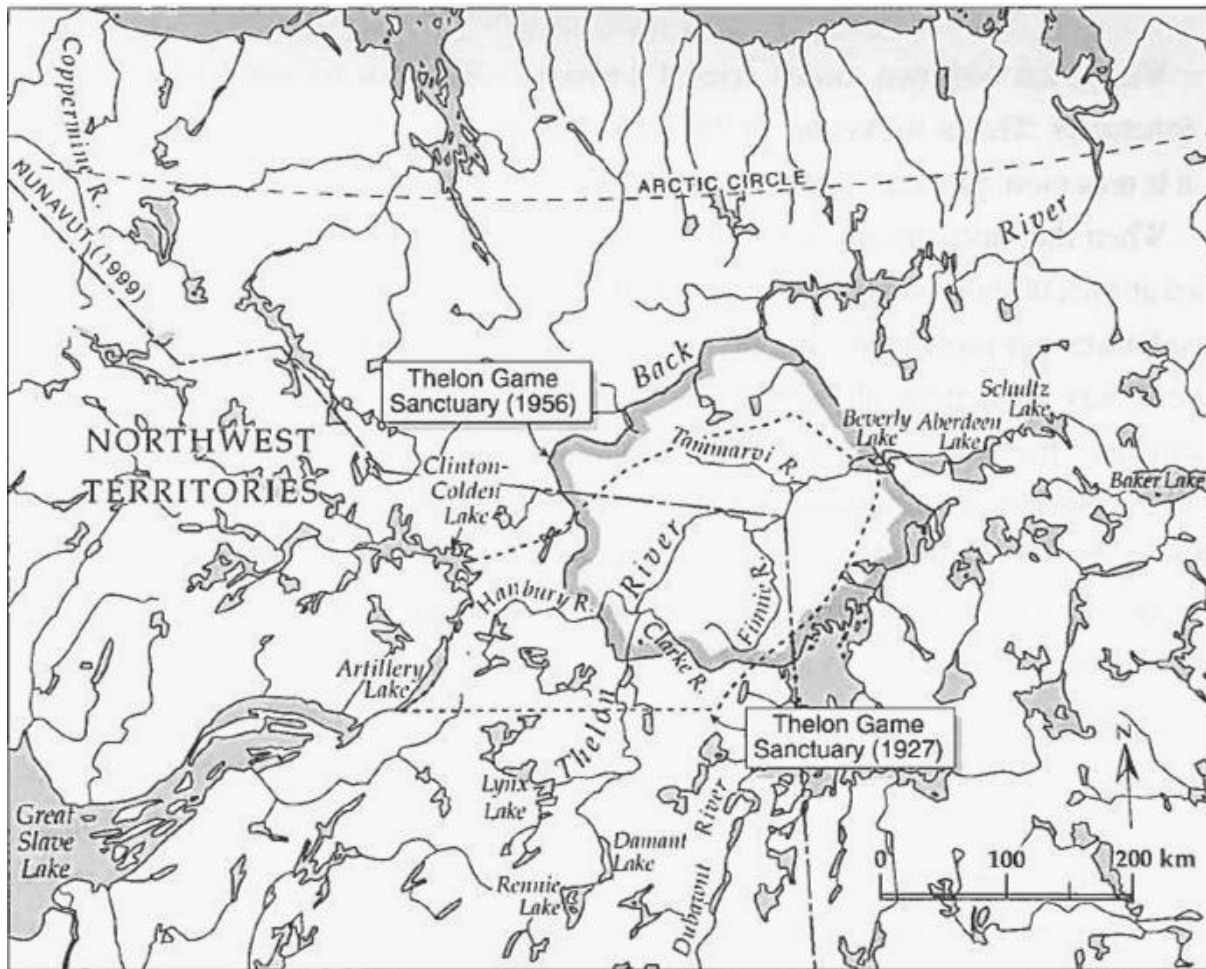 Coppermine R.
NUNAVUT (1999)
ARCTIC CIRCLE
River
Back
Thelon Game
Sanctuary (1956)
Schultz
Lake
Beverly
Lake
Aberdeen
Lake
Tammarvi R.
NORTHWEST
TERRITORIES
Clinton-
Colden
Lake
Baker Lake
River
Hanbury R.
Finnie R.
Clarke R.
Artillery
Lake
Thelon Game
Sanctuary (1927)
Thelon
N
Lynx
Lake
Great
Slave
Lake
River
Damant
Lake
Dubawnt
Rennie
Lake
0 100 200 km